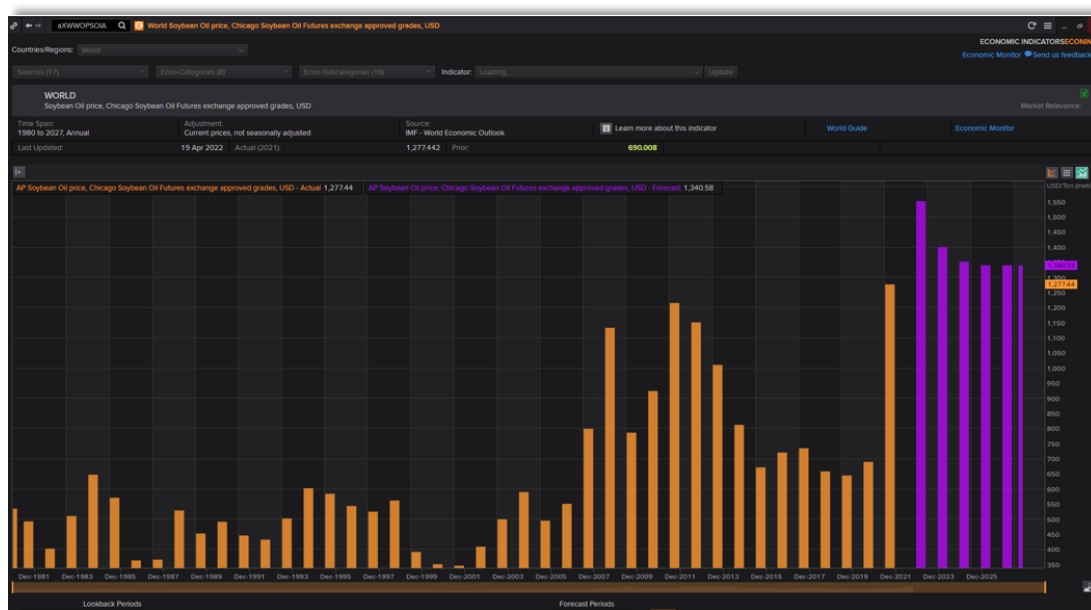 aXWWOPSOIA World Soybean Oil price, Chicago Soybean Oil Futures exchange approved grades, USD
ECONOMIC INDICATORS ECONIN
Countries/Regions: World
Economic Monitor Send us feedback
Sources (17) Econ-Categories (8) Econ-Subcategories (16) Indicator: Loading... Update
WORLD
Soybean Oil price, Chicago Soybean Oil Futures exchange approved grades, USD
Market Relevance:
Time Span: Adjustment: Source:
1980 to 2027, Annual Current prices, not seasonally adjusted IMF - World Economic Outlook
Learn more about this indicator World Guide Economic Monitor
Last Updated: 19 Apr 2022 Actual (2021): 1,277.442 Prior: 690.008
AP Soybean Oil price, Chicago Soybean Oil Futures exchange approved grades, USD - Actual 1,277.44
AP Soybean Oil price, Chicago Soybean Oil Futures exchange approved grades, USD - Forecast 1,340.58
USD/Ton (metr
1,550
1,500
1,450
1,400
1,340.58
1,300
1,277.44
1,250
1,200
1,150
1,100
1,050
1,000
950
900
850
800
750
700
650
600
550
500
450
400
350
Dec-1981 Dec-1983 Dec-1985 Dec-1987 Dec-1989 Dec-1991 Dec-1993 Dec-1995 Dec-1997 Dec-1999 Dec-2001 Dec-2003 Dec-2005 Dec-2007 Dec-2009 Dec-2011 Dec-2013 Dec-2015 Dec-2017 Dec-2019 Dec-2021 Dec-2023 Dec-2025
Lookback Periods Forecast Periods